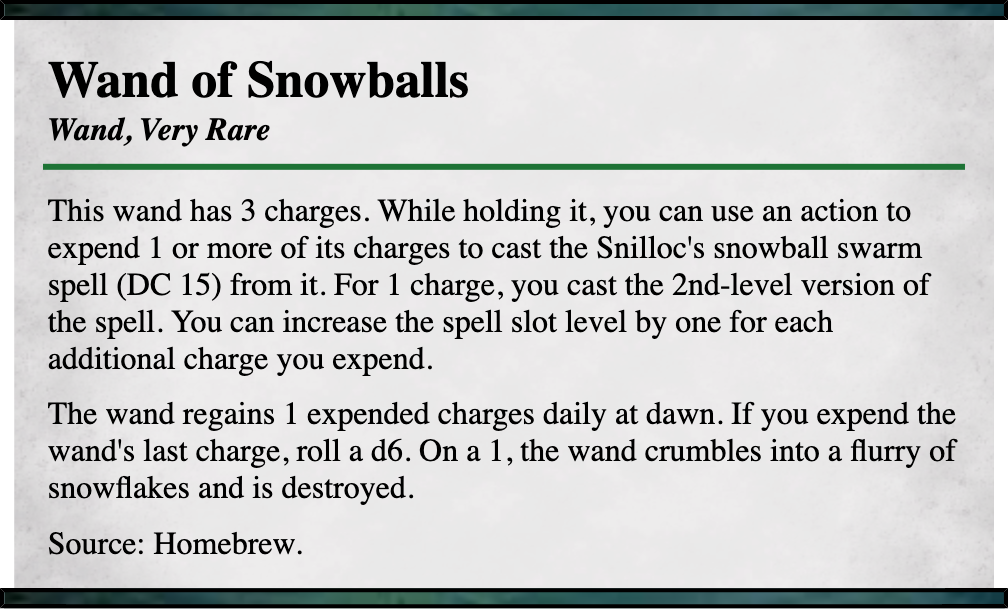 Wand of Snowballs
Wand, Very Rare
This wand has 3 charges. While holding it, you can use an action to
expend 1 or more of its charges to cast the Snilloc's snowball swarm
spell (DC 15) from it. For 1 charge, you cast the 2nd-level version of
the spell. You can increase the spell slot level by one for each
additional charge you expend.
The wand regains 1 expended charges daily at dawn. If you expend the
wand's last charge, roll a d6. On a 1, the wand crumbles into a flurry of
snowflakes and is destroyed.
Source: Homebrew.